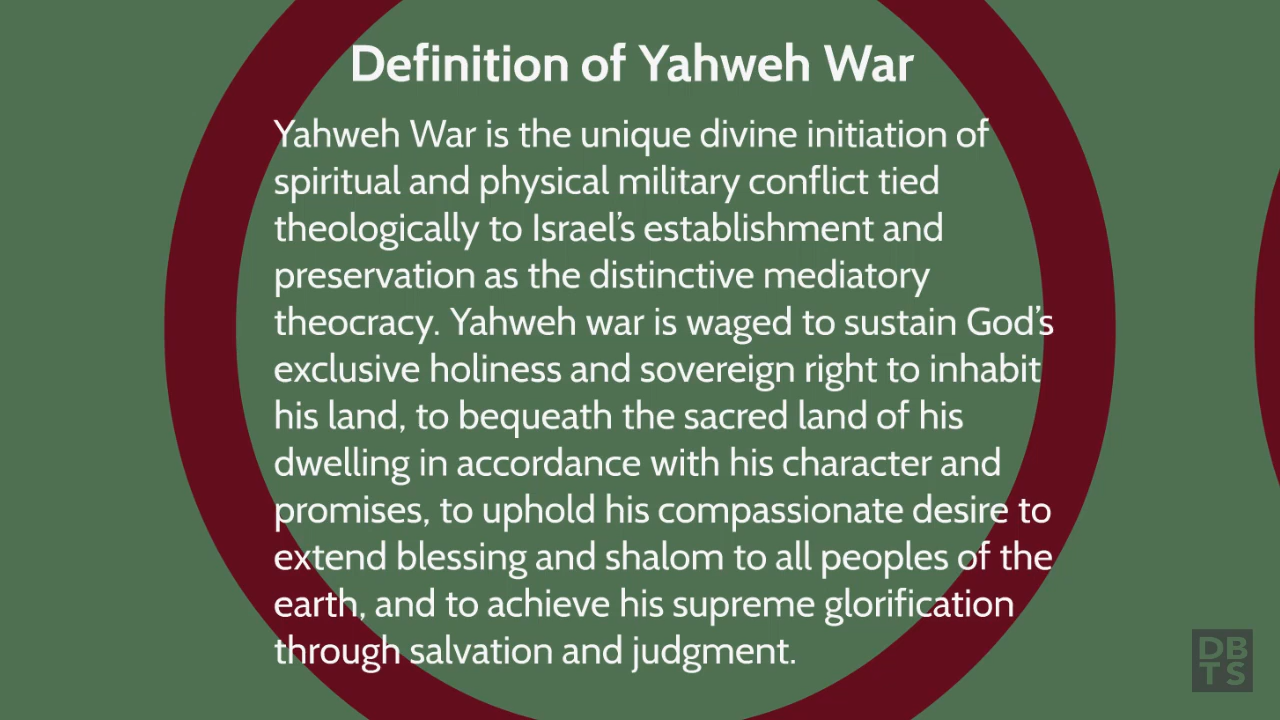 Definition of Yahweh War
Yahweh War is the unique divine initiation of
spiritual and physical military conflict tied
theologically to Israel’s establishment and
preservation as the distinctive mediatory
theocracy. Yahweh war is waged to sustain God’s
exclusive holiness and sovereign right to inhabit
his land, to bequeath the sacred land of his
dwelling in accordance with his character and
promises, to uphold his compassionate desire to
extend blessing and shalom to all peoples of the
earth, and to achieve his supreme glorification
through salvation and judgment.
DB
TS